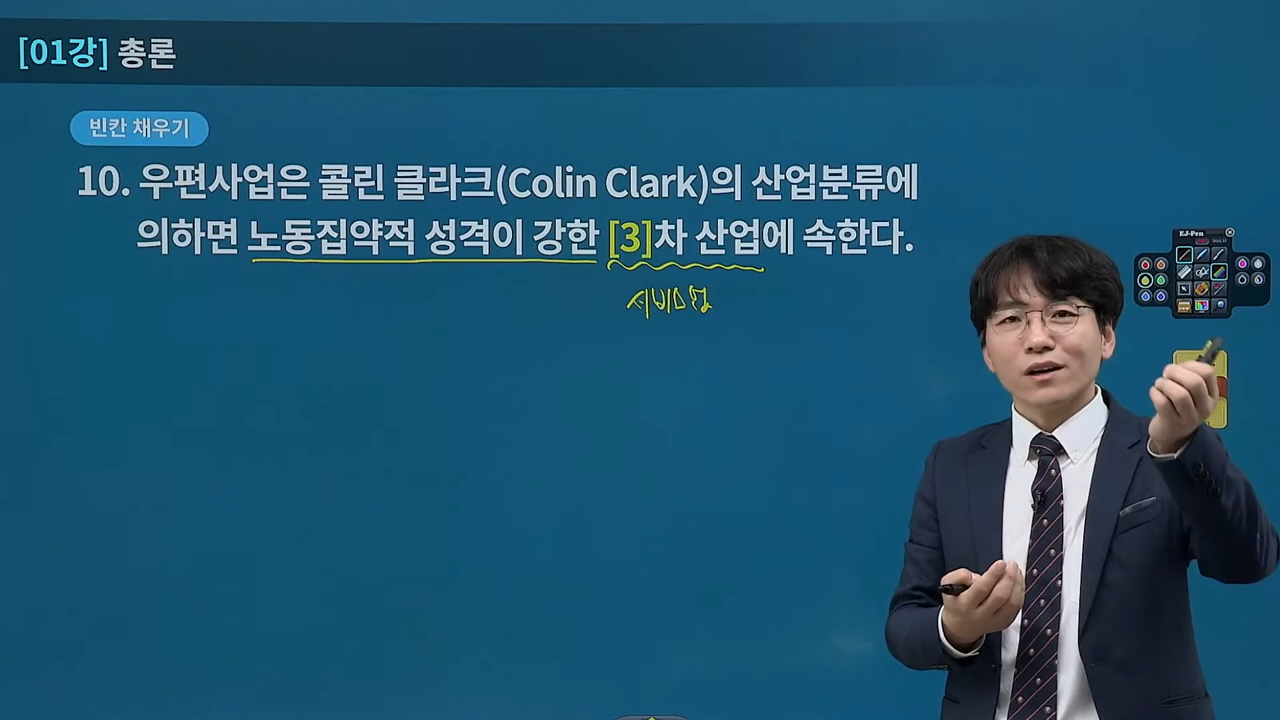 [01강] 총론
빈칸 채우기
10. 우편사업은 콜린 클라크(Colin Clark)의 산업분류에
의하면 노동집약적 성격이 강한 [3]차 산업에 속한다.
서비스업
EJ-Pen